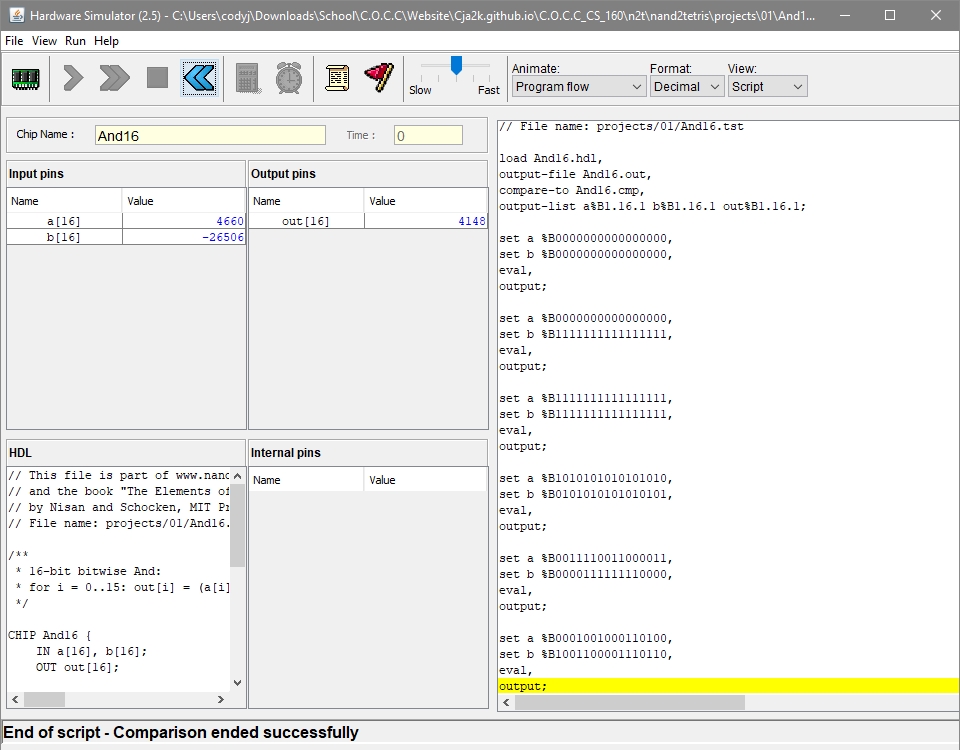 Hardware Simulator (2.5) - C:\Users\codyj\Downloads\School\C.O.C.C\Website\Cja2k.github.io\C.O.C.C_CS_160\n2t\nand2tetris\projects\01\And1...
File View Run Help
Slow
Fast
Animate:
Program flow
Format:
Decimal
View:
Script
Chip Name :
And16
Time :
0
Input pins
Name Value
a[16] 4660
b[16] -26506
Output pins
Name Value
out[16] 4148
HDL
// This file is part of www.nand
// and the book "The Elements of
// by Nisan and Schocken, MIT Pr
// File name: projects/01/And16.
/**
* 16-bit bitwise And:
* for i = 0..15: out[i] = (a[i]
*/
CHIP And16 {
IN a[16], b[16];
OUT out[16];
Internal pins
Name Value
// File name: projects/01/And16.tst
load And16.hdl,
output-file And16.out,
compare-to And16.cmp,
output-list a%B1.16.1 b%B1.16.1 out%B1.16.1;
set a %B0000000000000000,
set b %B0000000000000000,
eval,
output;
set a %B0000000000000000,
set b %B1111111111111111,
eval,
output;
set a %B1111111111111111,
set b %B1111111111111111,
eval,
output;
set a %B1010101010101010,
set b %B0101010101010101,
eval,
output;
set a %B0011110011000011,
set b %B0000111111110000,
eval,
output;
set a %B0001001000110100,
set b %B1001100001110110,
eval,
output;
End of script - Comparison ended successfully